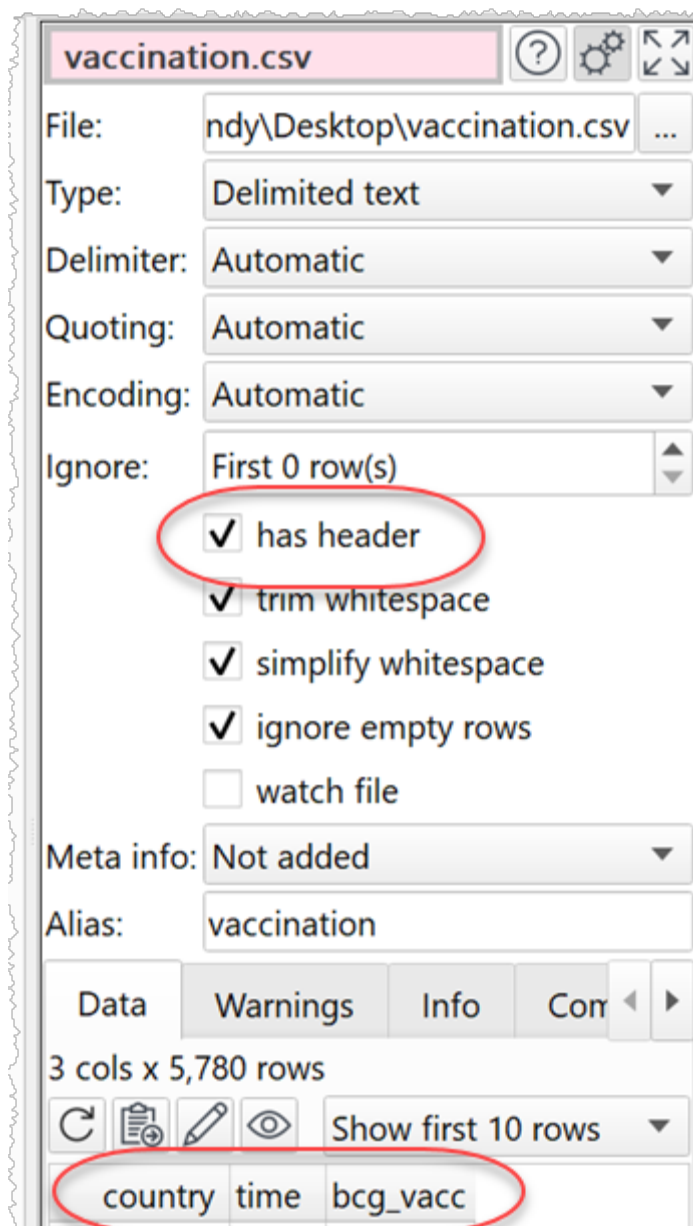 vaccination.csv
File: ndy\Desktop\vaccination.csv ...
Type: Delimited text
Delimiter: Automatic
Quoting: Automatic
Encoding: Automatic
Ignore: First 0 row(s)
has header
trim whitespace
simplify whitespace
ignore empty rows
watch file
Meta info: Not added
Alias: vaccination
Data Warnings Info Com
3 cols x 5,780 rows
Show first 10 rows
country time bcg_vacc